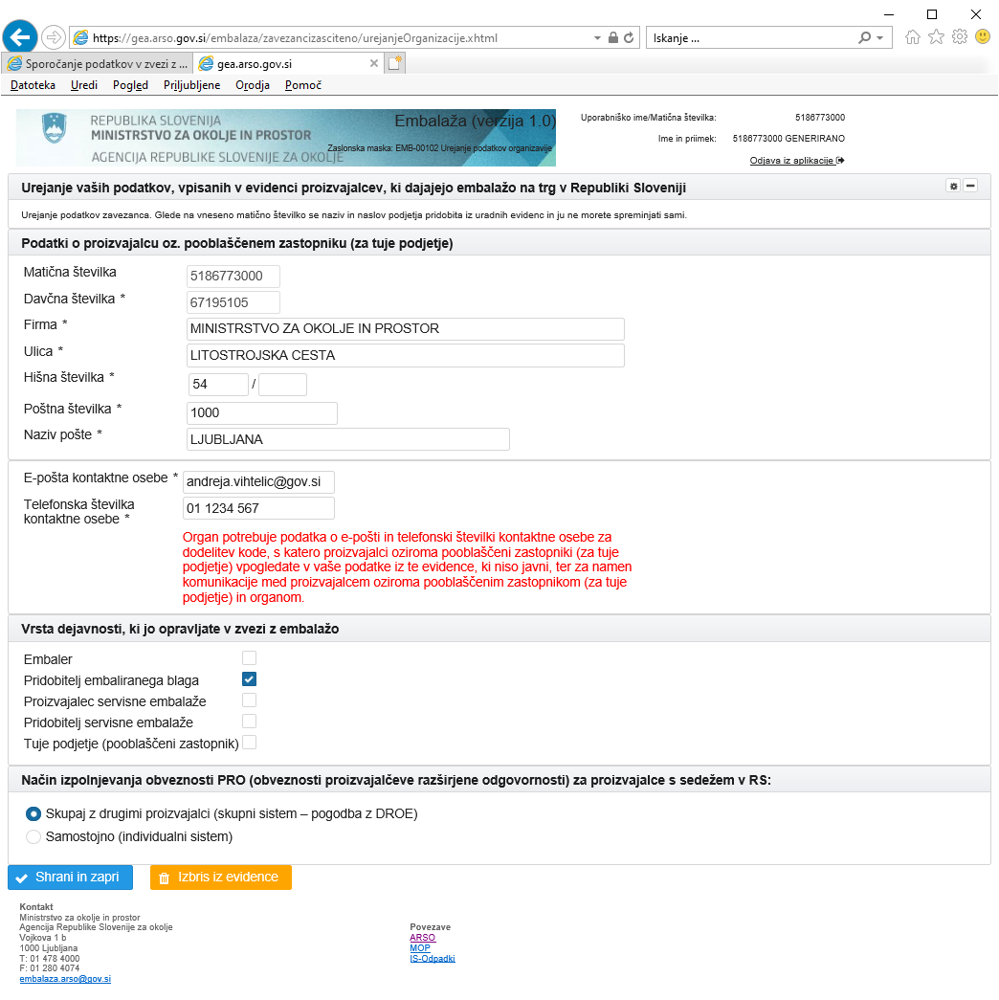 https://gea.arso.gov.si/embalaza/zavezancizasciteno/urejanjeOrganizacije.xhtml
Iskanje ...
Sporočanje podatkov v zvezi z ...
gea.arso.gov.si
Datoteka Uredi Pogled Priljubljene Orodja Pomoč
REPUBLIKA SLOVENIJA
MINISTRSTVO ZA OKOLJE IN PROSTOR
AGENCIJA REPUBLIKE SLOVENIJE ZA OKOLJE
Embalaža (verzija 1.0)
Zaslonska maska: EMB-00102 Urejanje podatkov organizavije
Uporabniško ime/Matična številka: 5186773000
Ime in priimek: 5186773000 GENERIRANO
Odjava iz aplikacije
Urejanje vaših podatkov, vpisanih v evidenci proizvajalcev, ki dajajejo embalažo na trg v Republiki Sloveniji
Urejanje podatkov zavezanca. Glede na vneseno matično številko se naziv in naslov podjetja pridobita iz uradnih evidenc in ju ne morete spreminjati sami.
Podatki o proizvajalcu oz. pooblaščenem zastopniku (za tuje podjetje)
Matična številka 5186773000
Davčna številka * 67195105
Firma * MINISTRSTVO ZA OKOLJE IN PROSTOR
Ulica * LITOSTROJSKA CESTA
Hišna številka * 54 /
Poštna številka * 1000
Naziv pošte * LJUBLJANA
E-pošta kontaktne osebe * andreja.vihtelic@gov.si
Telefonska številka
kontaktne osebe * 01 1234 567
Organ potrebuje podatka o e-pošti in telefonski številki kontaktne osebe za
dodelitev kode, s katero proizvajalci oziroma pooblaščeni zastopniki (za tuje
podjetje) vpogledate v vaše podatke iz te evidence, ki niso javni, ter za namen
komunikacije med proizvajalcem oziroma pooblaščenim zastopnikom (za tuje
podjetje) in organom.
Vrsta dejavnosti, ki jo opravljate v zvezi z embalažo
Embaler
Pridobitelj embaliranega blaga
Proizvajalec servisne embalaže
Pridobitelj servisne embalaže
Tuje podjetje (pooblaščeni zastopnik)
Način izpolnjevanja obveznosti PRO (obveznosti proizvajalčeve razširjene odgovornosti) za proizvajalce s sedežem v RS:
Skupaj z drugimi proizvajalci (skupni sistem – pogodba z DROE)
Samostojno (individualni sistem)
Shrani in zapri Izbris iz evidence
Kontakt
Ministrstvo za okolje in prostor
Agencija Republike Slovenije za okolje
Vojkova 1 b
1000 Ljubljana
T: 01 478 4000
F: 01 280 4074
embalaza.arso@gov.si
Povezave
ARSO
MOP
IS-Odpadki